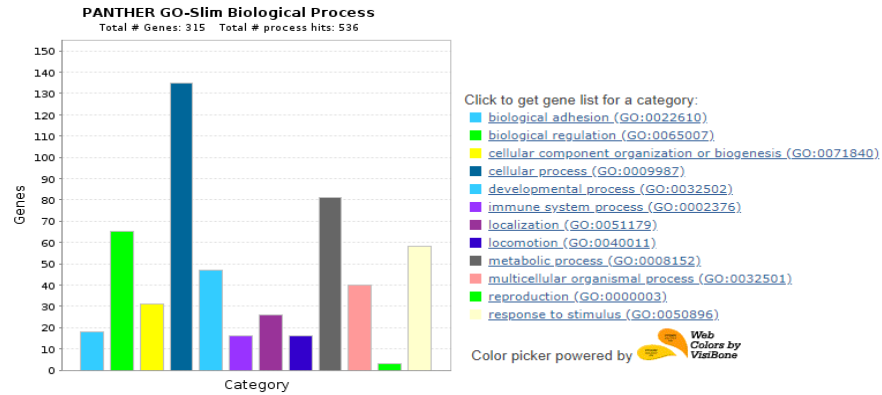 PANTHER GO-Slim Biological Process
Total # Genes: 315 Total # process hits: 536
150
140
130
120
110
100
90
80
70
60
50
40
30
20
10
0
Genes
Category
Click to get gene list for a category:
biological adhesion (GO:0022610)
biological regulation (GO:0065007)
cellular component organization or biogenesis (GO:0071840)
cellular process (GO:0009987)
developmental process (GO:0032502)
immune system process (GO:0002376)
localization (GO:0051179)
locomotion (GO:0040011)
metabolic process (GO:0008152)
multicellular organismal process (GO:0032501)
reproduction (GO:0000003)
response to stimulus (GO:0050896)
Color picker powered by
Web
Colors by
VisiBone